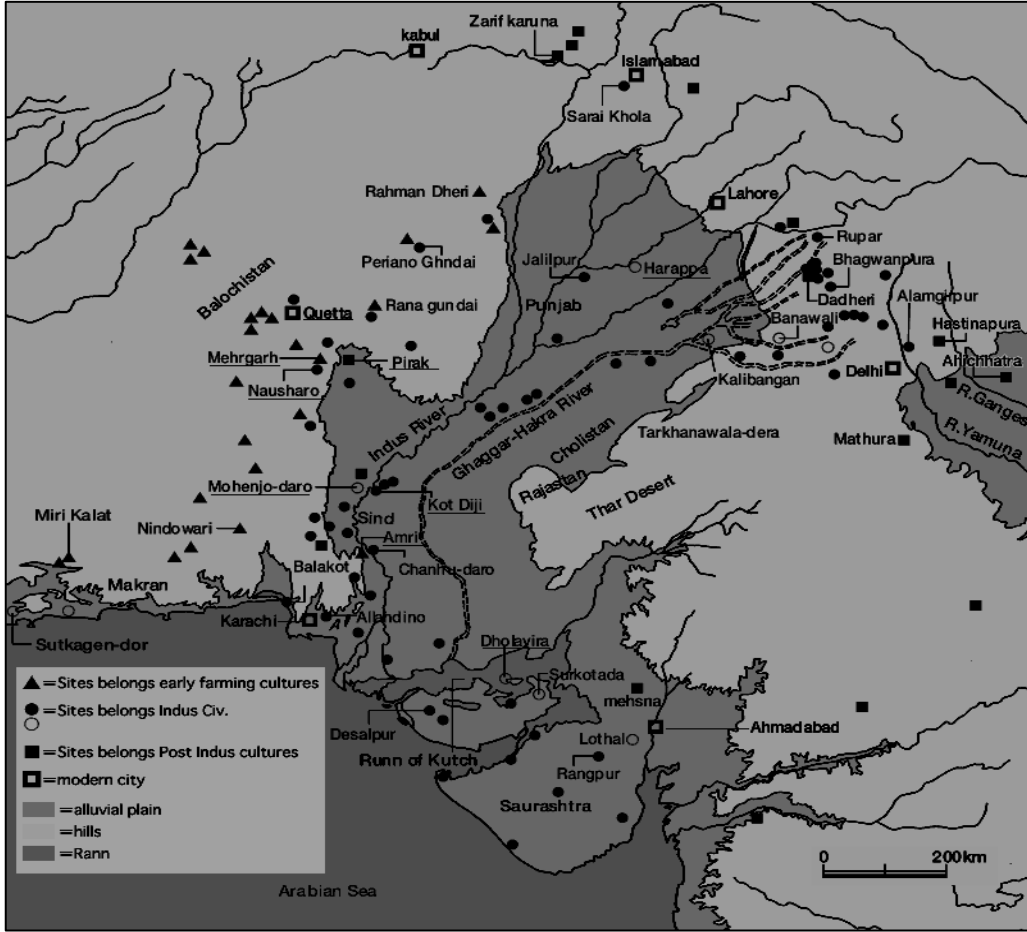 Zarif karuna
kabul
Islamabad
Sarai Khola
Rahman Dheri
Lahore
Periano Ghndai
Jalilpur
Harappa
Rupar
Bhagwanpura
Balochistan
Punjab
Dadheri
Alamgirpur
Quetta
Rana gundai
Banawali
Hastinapura
Mehrgarh
Pirak
Ahichhatra
Nausharo
Kalibangan
Delhi
R.Ganges
Indus River
Ghaggar-Hakra River
Cholistan
Tarkhanawala-dera
Mathura
R.Yamuna
Mohenjo-daro
Kot Diji
Rajasttan
Thar Desert
Miri Kalat
Nindowari
Sind
Amri
Balakot
Chanhu-daro
Makran
Karachi
Allahdino
Sutkagen-dor
Dholavira
Surkotada
mehsna
Desalpur
Lothal
Ahmadabad
Runn of Kutch
Rangpur
Saurashtra
=Sites belongs early farming cultures
=Sites belongs Indus Civ.
=Sites belongs Post Indus cultures
=modern city
=alluvial plain
=hills
=Rann
0 200km
Arabian Sea